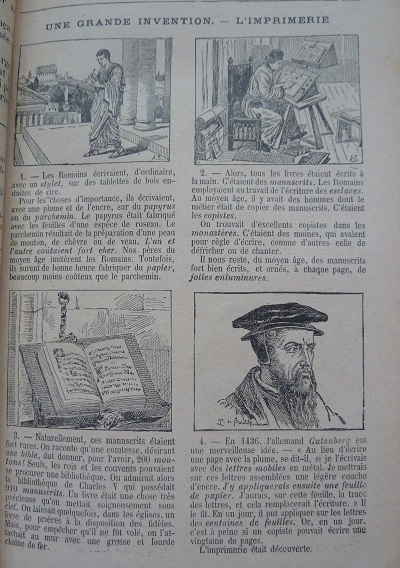 UNE GRANDE INVENTION. — L'IMPRIMERIE
1. — Les Romains écrivaient, d'ordinaire,
avec un stylet, sur des tablettes de bois en-
duites de cire.
Pour les choses d'importance, ils écrivaient,
avec une plume et de l'encre, sur du papyrus
ou du parchemin. Le papyrus était fabriqué
avec les feuilles d'une espèce de roseau. Le
parchemin résultait de la préparation d'une peau
de mouton, de chèvre ou de veau. L'un et
l'autre coûtaient fort cher. Nos pères du
moyen âge imitèrent les Romains. Toutefois,
ils surent de bonne heure fabriquer du papier,
beaucoup moins coûteux que le parchemin.
2. — Alors, tous les livres étaient écrits à
la main. C'étaient des manuscrits. Les Romains
employaient au travail de l'écriture des esclaves.
Au moyen âge, il y avait des hommes dont le
métier était de copier des manuscrits. C'étaient
les copistes.
On trouvait d'excellents copistes dans les
monastères. C'étaient des moines, qui avaient
pour règle d'écrire, comme d'autres celle de
défricher ou de chanter.
Il nous reste, du moyen âge, des manuscrits
fort bien écrits, et ornés, à chaque page, de
jolies enluminures.
3. — Naturellement, ces manuscrits étaient
fort rares. On raconte qu'une comtesse, désirant
une bible, dut donner, pour l'avoir, 200 mou-
tons! Seuls, les rois et les couvents pouvaient
se procurer une bibliothèque. On admirait alors
la bibliothèque de Charles V qui possédait
910 manuscrits. Un livre était une chose très
précieuse qu'on mettait soigneusement sous
clef. On laissait quelquefois, dans les églises, un
livre de prières à la disposition des fidèles.
Mais, pour empêcher qu'il ne fût volé, on l'at-
tachait au mur avec une grosse et lourde
chaîne de fer.
4. — En 1436, l'allemand Gutenberg eut
une merveilleuse idée. — « Au lieu d'écrire
une page avec la plume, se dit-il, si je l'écrivais
avec des lettres mobiles en métal. Je mettrais
sur ces lettres assemblées une légère couche
d'encre. J'y appliquerais ensuite une feuille
de papier. J'aurais, sur cette feuille, la trace
des lettres, et cela remplacerait l'écriture. » Il
le fit. En un jour, il put appliquer sur les lettres
des centaines de feuilles. Or, en un jour,
c'est à peine si un copiste pouvait écrire une
vingtaine de pages.
L'imprimerie était découverte.